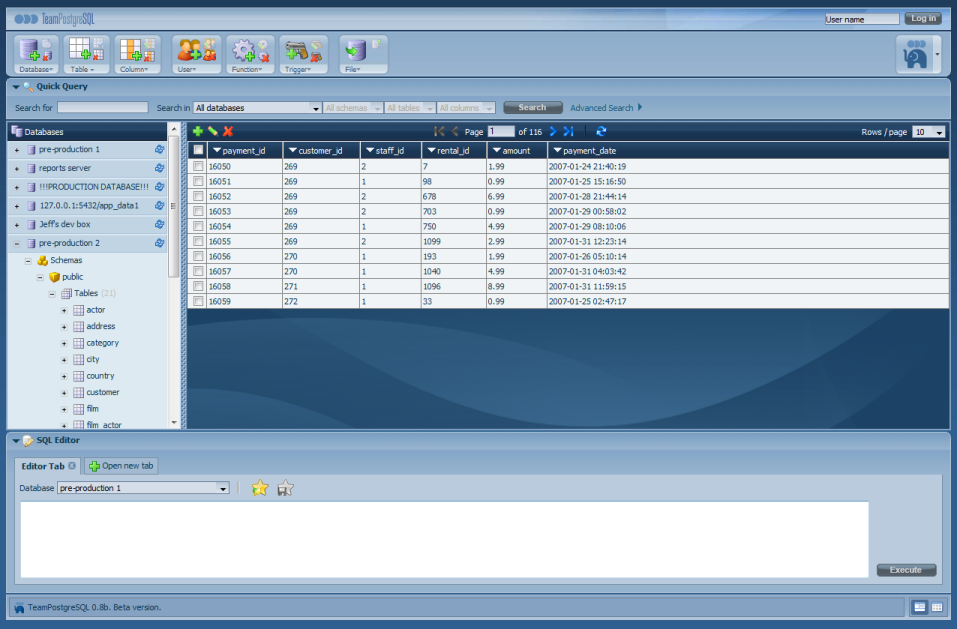 TeamPostgreSQL User name Log in
Database Table Column User Function Trigger File
Quick Query
Search for Search in All databases All schemas All tables All columns Search Advanced Search
Databases
pre-production 1
reports server
!!!PRODUCTION DATABASE!!!
127.0.0.1:5432/app_data1
Jeff's dev box
pre-production 2
Schemas
public
Tables (21)
actor
address
category
city
country
customer
film
film_actor
Page 1 of 116 Rows / page 10
payment_id customer_id staff_id rental_id amount payment_date
16050 269 2 7 1.99 2007-01-24 21:40:19
16051 269 1 98 0.99 2007-01-25 15:16:50
16052 269 2 678 6.99 2007-01-28 21:44:14
16053 269 2 703 0.99 2007-01-29 00:58:02
16054 269 1 750 4.99 2007-01-29 08:10:06
16055 269 2 1099 2.99 2007-01-31 12:23:14
16056 270 1 193 1.99 2007-01-26 05:10:14
16057 270 1 1040 4.99 2007-01-31 04:03:42
16058 271 1 1096 8.99 2007-01-31 11:59:15
16059 272 1 33 0.99 2007-01-25 02:47:17
SQL Editor
Editor Tab Open new tab
Database pre-production 1
Execute
TeamPostgreSQL 0.8b. Beta version.